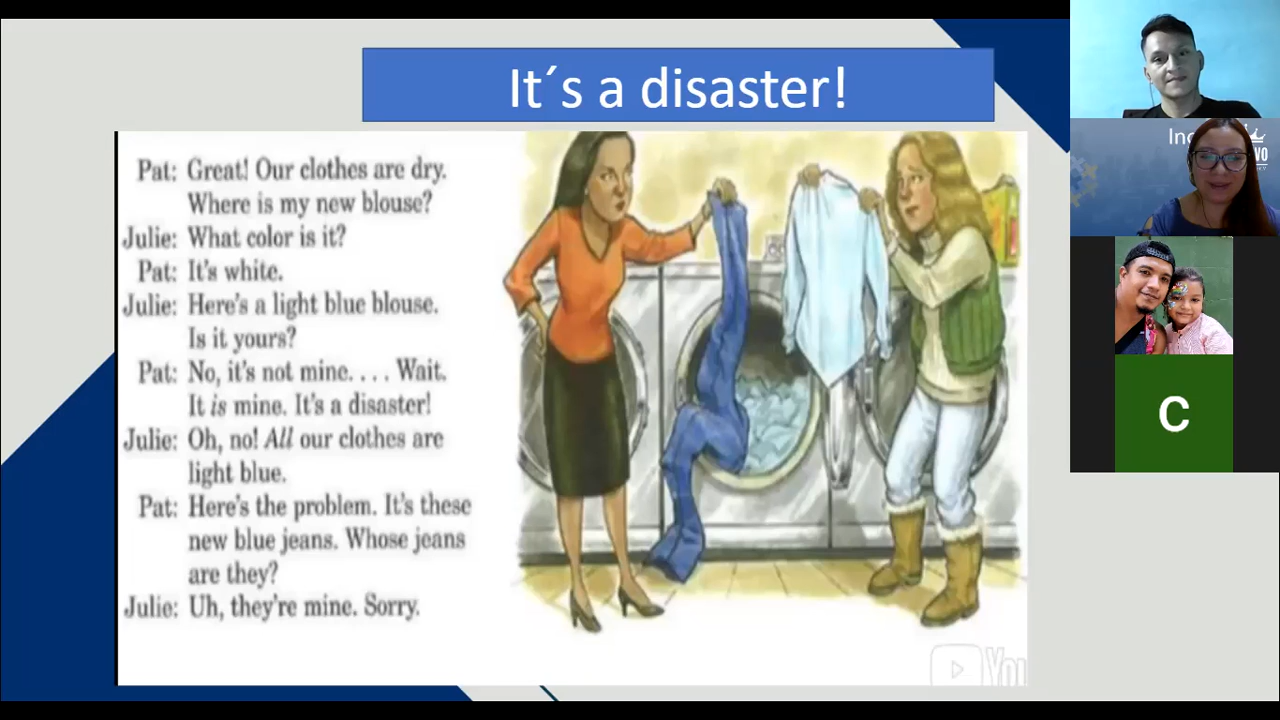 It´s a disaster!
Pat: Great! Our clothes are dry.
Where is my new blouse?
Julie: What color is it?
Pat: It's white.
Julie: Here's a light blue blouse.
Is it yours?
Pat: No, it's not mine. . . . Wait.
It is mine. It's a disaster!
Julie: Oh, no! All our clothes are
light blue.
Pat: Here's the problem. It's these
new blue jeans. Whose jeans
are they?
Julie: Uh, they're mine. Sorry.
C